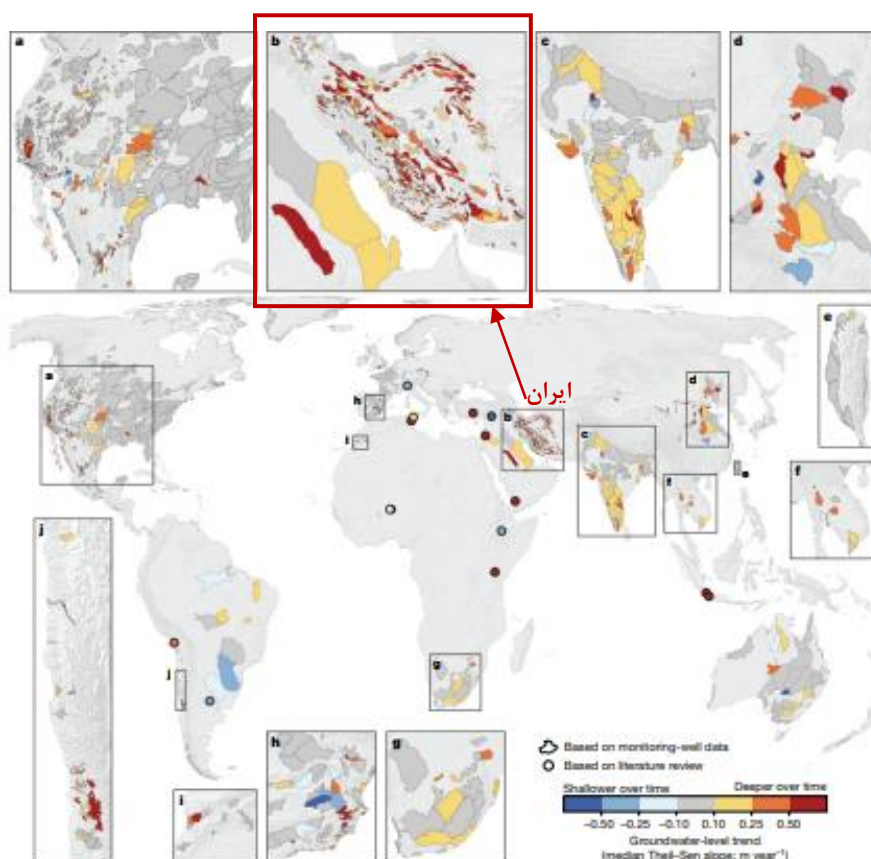 a
b
c
d
ایران
a
h
i
b
c
d
e
f
f
j
j
g
h
g
i
Based on monitoring-well data
Based on literature review
Shallower over time Deeper over time
−0.50 −0.25 −0.10 0.10 0.25 0.50
Groundwater-level trend
(median Theil–Sen slope; m year⁻¹)